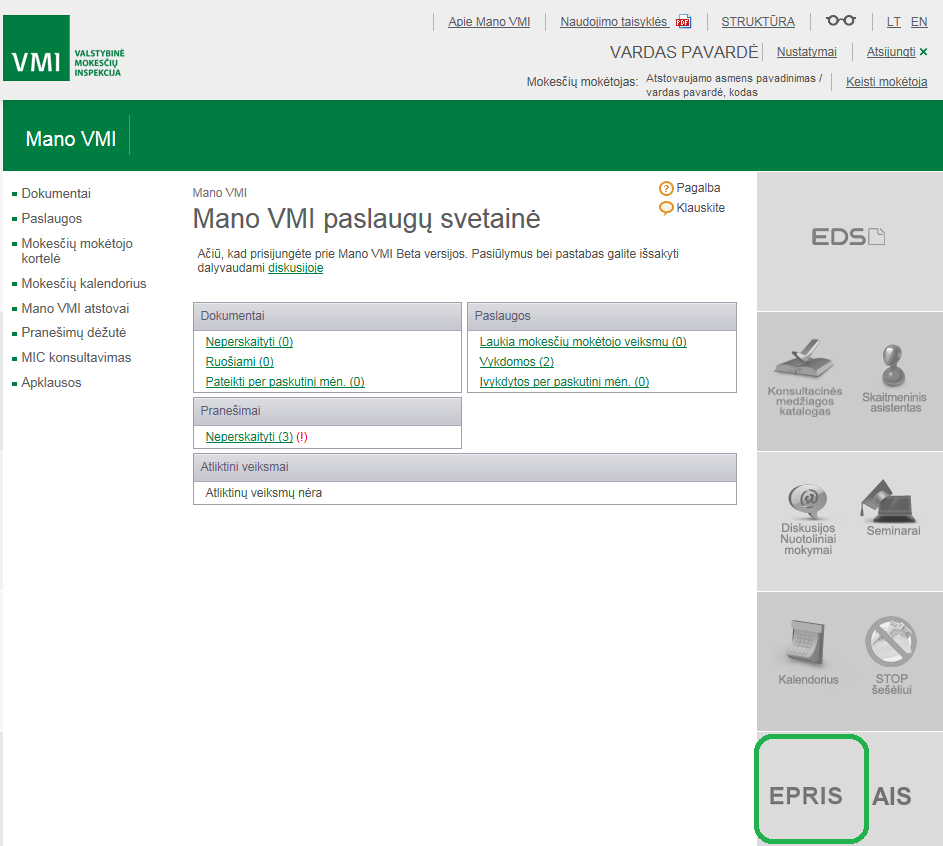 Apie Mano VMI
Naudojimo taisyklės
PDF
STRUKTŪRA
LT EN
VMI VALSTYBINĖ
MOKESČIŲ
INSPEKCIJA
VARDAS PAVARDĖ
Nustatymai
Atsijungti ×
Mokesčių mokėtojas:
Atstovaujamo asmens pavadinimas /
vardas pavardė, kodas
Keisti mokėtoja
Mano VMI
Dokumentai
Paslaugos
Mokesčių mokėtojo
kortelė
Mokesčių kalendorius
Mano VMI atstovai
Pranešimų dėžutė
MIC konsultavimas
Apklausos
Mano VMI
Mano VMI paslaugų svetainė
? Pagalba
Klauskite
Ačiū, kad prisijungėte prie Mano VMI Beta versijos. Pasiūlymus bei pastabas galite išsakyti
dalyvaudami diskusijoje
Dokumentai
Neperskaityti (0)
Ruošiami (0)
Pateikti per paskutini mėn. (0)
Paslaugos
Laukia mokesčių mokėtojo veiksmų (0)
Vykdomos (2)
Ivykdytos per paskutini mėn. (0)
Pranešimai
Neperskaityti (3) (!)
Atliktini veiksmai
Atliktinų veiksmų nėra
EDS
Konsultacinės
medžiagos
katalogas
Skaitmeninis
asistentas
@
Diskusijos
Nuotoliniai
mokymai
Seminarai
Kalendorius
STOP
šešėliui
EPRIS
AIS